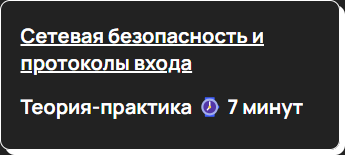 Сетевая безопасность и
протоколы входа
Теория-практика 7 минут